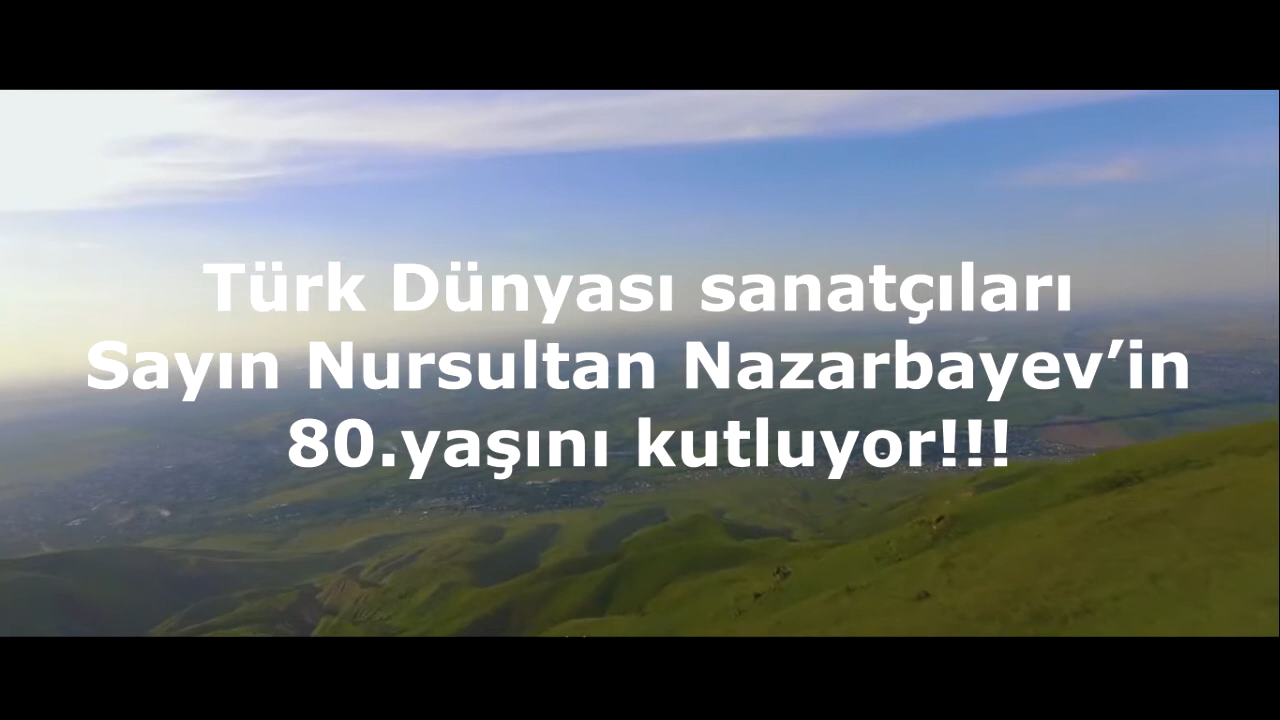 Türk Dünyası sanatçıları
Sayın Nursultan Nazarbayev’in
80.yaşını kutluyor!!!